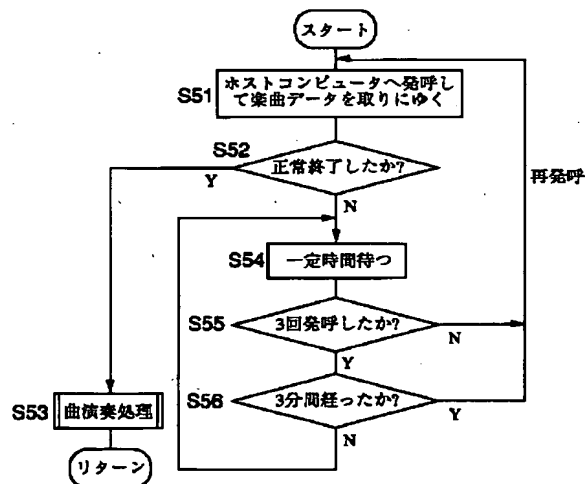 スタート
S51
ホストコンピュータへ発呼し
て楽曲データを取りにゆく
S52
正常終了したか?
Y
N
再発呼
S54
一定時間待つ
S55
3回発呼したか?
N
Y
S56
3分間経ったか?
Y
N
S53
曲演奏処理
リターン